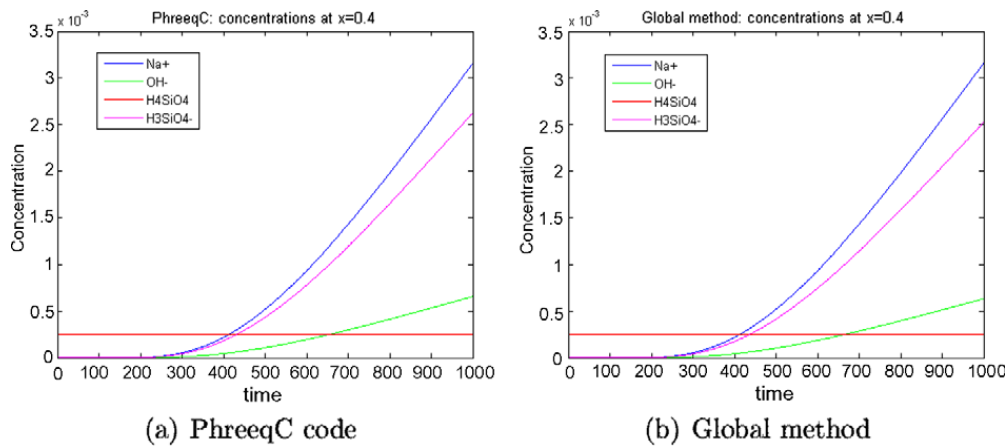 PhreeqC: concentrations at x=0.4
x 10⁻³
3.5
3
2.5
2
1.5
1
0.5
0
Concentration
Na+
OH-
H4SiO4
H3SiO4-
0 100 200 300 400 500 600 700 800 900 1000
time
(a) PhreeqC code
Global method: concentrations at x=0.4
x 10⁻³
3.5
3
2.5
2
1.5
1
0.5
0
Concentration
Na+
OH-
H4SiO4
H3SiO4-
0 100 200 300 400 500 600 700 800 900 1000
time
(b) Global method